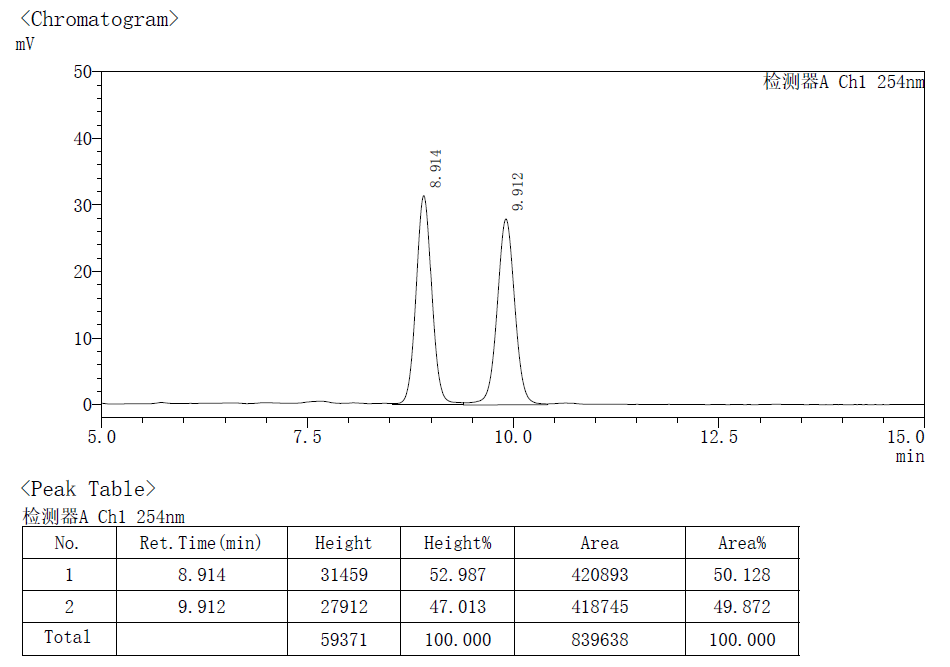 <Chromatogram>
mV
检测器A Ch1 254nm
50
40
30
20
10
0
8.914
9.912
5.0 7.5 10.0 12.5 15.0
min
<Peak Table>
检测器A Ch1 254nm
No. Ret.Time(min) Height Height% Area Area%
1 8.914 31459 52.987 420893 50.128
2 9.912 27912 47.013 418745 49.872
Total 59371 100.000 839638 100.000